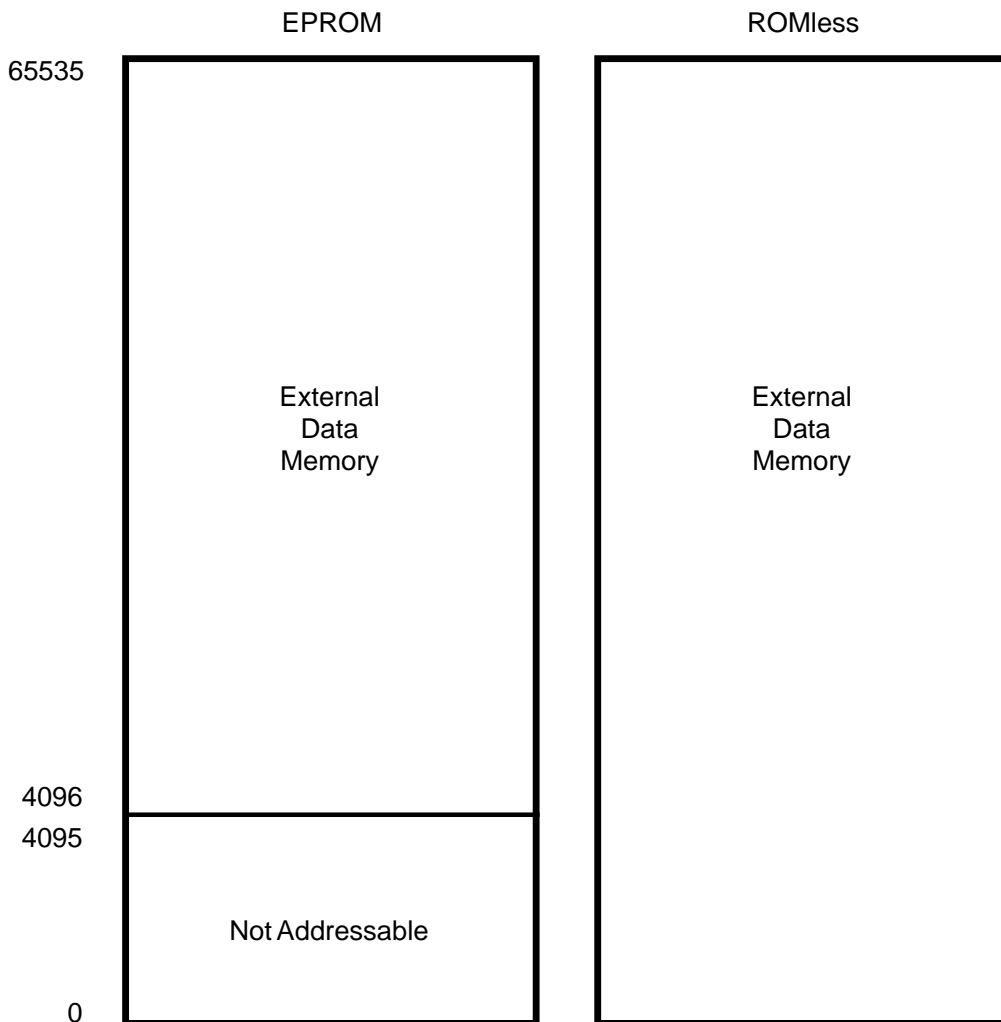 EPROM
ROMless
65535
External
Data
Memory
External
Data
Memory
4096
4095
Not Addressable
0